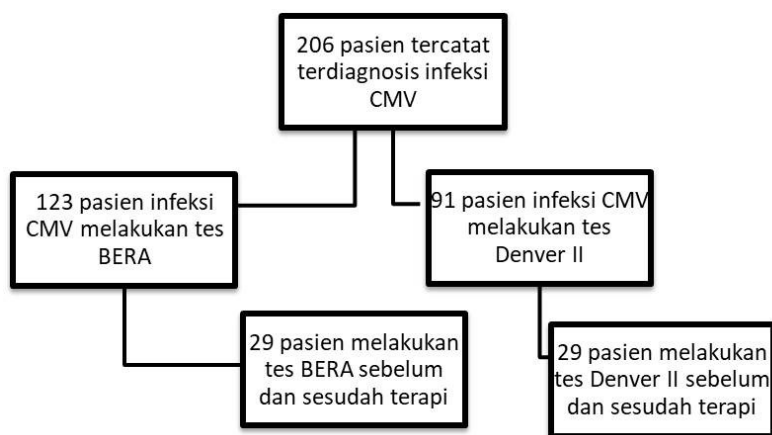 206 pasien tercatat
terdiagnosis infeksi
CMV
123 pasien infeksi
CMV melakukan tes
BERA
91 pasien infeksi CMV
melakukan tes
Denver II
29 pasien melakukan
tes BERA sebelum
dan sesudah terapi
29 pasien melakukan
tes Denver II sebelum
dan sesudah terapi